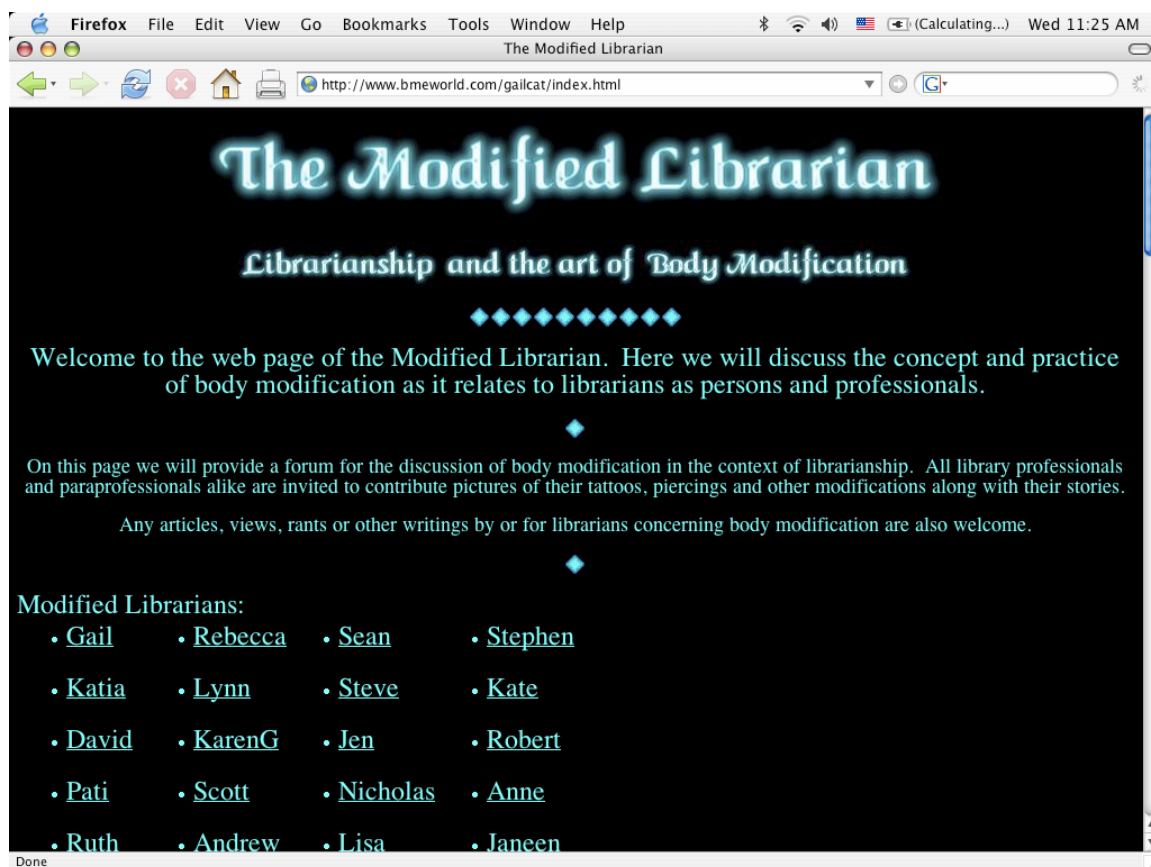 Firefox File Edit View Go Bookmarks Tools Window Help (Calculating...) Wed 11:25 AM
The Modified Librarian
http://www.bmeworld.com/gailcat/index.html G
The Modified Librarian
Librarianship and the art of Body Modification
Welcome to the web page of the Modified Librarian. Here we will discuss the concept and practice
of body modification as it relates to librarians as persons and professionals.
On this page we will provide a forum for the discussion of body modification in the context of librarianship. All library professionals
and paraprofessionals alike are invited to contribute pictures of their tattoos, piercings and other modifications along with their stories.
Any articles, views, rants or other writings by or for librarians concerning body modification are also welcome.
Modified Librarians:
• Gail • Rebecca • Sean • Stephen
• Katia • Lynn • Steve • Kate
• David • KarenG • Jen • Robert
• Pati • Scott • Nicholas • Anne
• Ruth • Andrew • Lisa • Janeen
Done